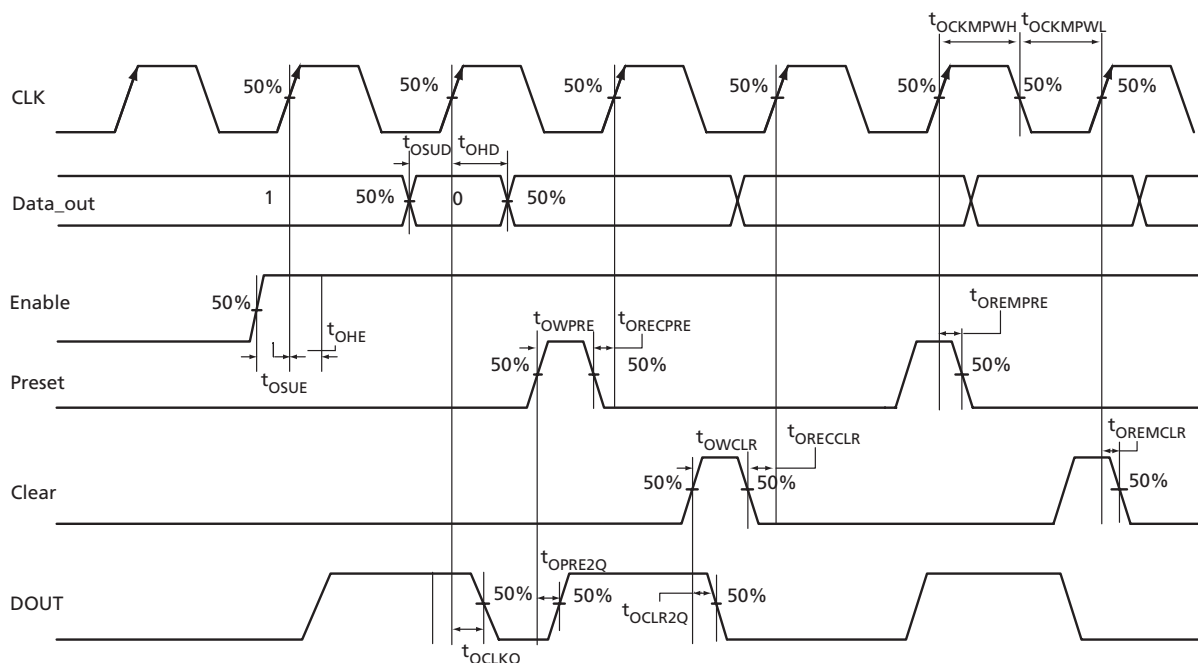 tOCKMPWH tOCKMPWL
CLK
50% 50% 50% 50% 50% 50% 50%
tOSUD tOHD
Data_out
1 50% 0 50%
Enable
50%
tOHE
tOWPRE tORECPRE tOREMPRE
Preset
tOSUE
50% 50% 50%
tOWCLR tORECCLR tOREMCLR
Clear
50% 50% 50%
tOPRE2Q
DOUT
50% 50% 50%
tOCLR2Q
tOCLKQ